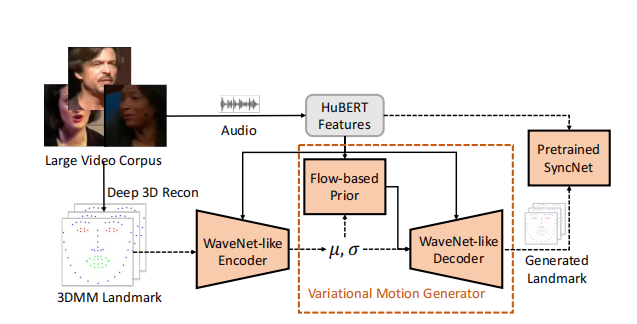 Large Video Corpus
Audio
HuBERT
Features
Pretrained
SyncNet
Deep 3D Recon
Flow-based
Prior
3DMM Landmark
WaveNet-like
Encoder
μ, σ
WaveNet-like
Decoder
Generated
Landmark
Variational Motion Generator